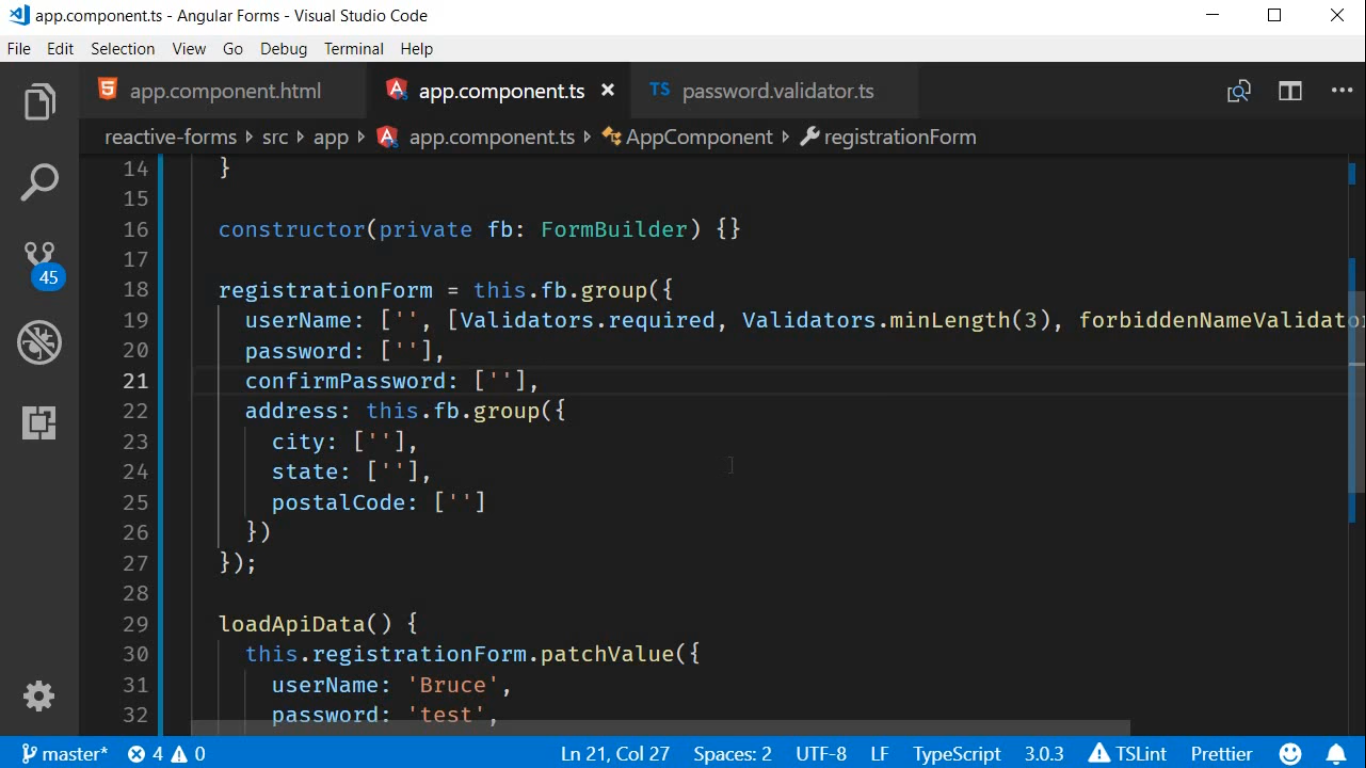 app.component.ts - Angular Forms - Visual Studio Code
File Edit Selection View Go Debug Terminal Help
app.component.html app.component.ts password.validator.ts
reactive-forms src app app.component.ts AppComponent registrationForm
14 }
15
16 constructor(private fb: FormBuilder) {}
17
18 registrationForm = this.fb.group({
19 userName: ['', [Validators.required, Validators.minLength(3), forbiddenNameValidato
20 password: [''],
21 confirmPassword: [''],
22 address: this.fb.group({
23 city: [''],
24 state: [''],
25 postalCode: ['']
26 })
27 });
28
29 loadApiData() {
30 this.registrationForm.patchValue({
31 userName: 'Bruce',
32 password: 'test',
45
master* 4 0 Ln 21, Col 27 Spaces: 2 UTF-8 LF TypeScript 3.0.3 TSLint Prettier